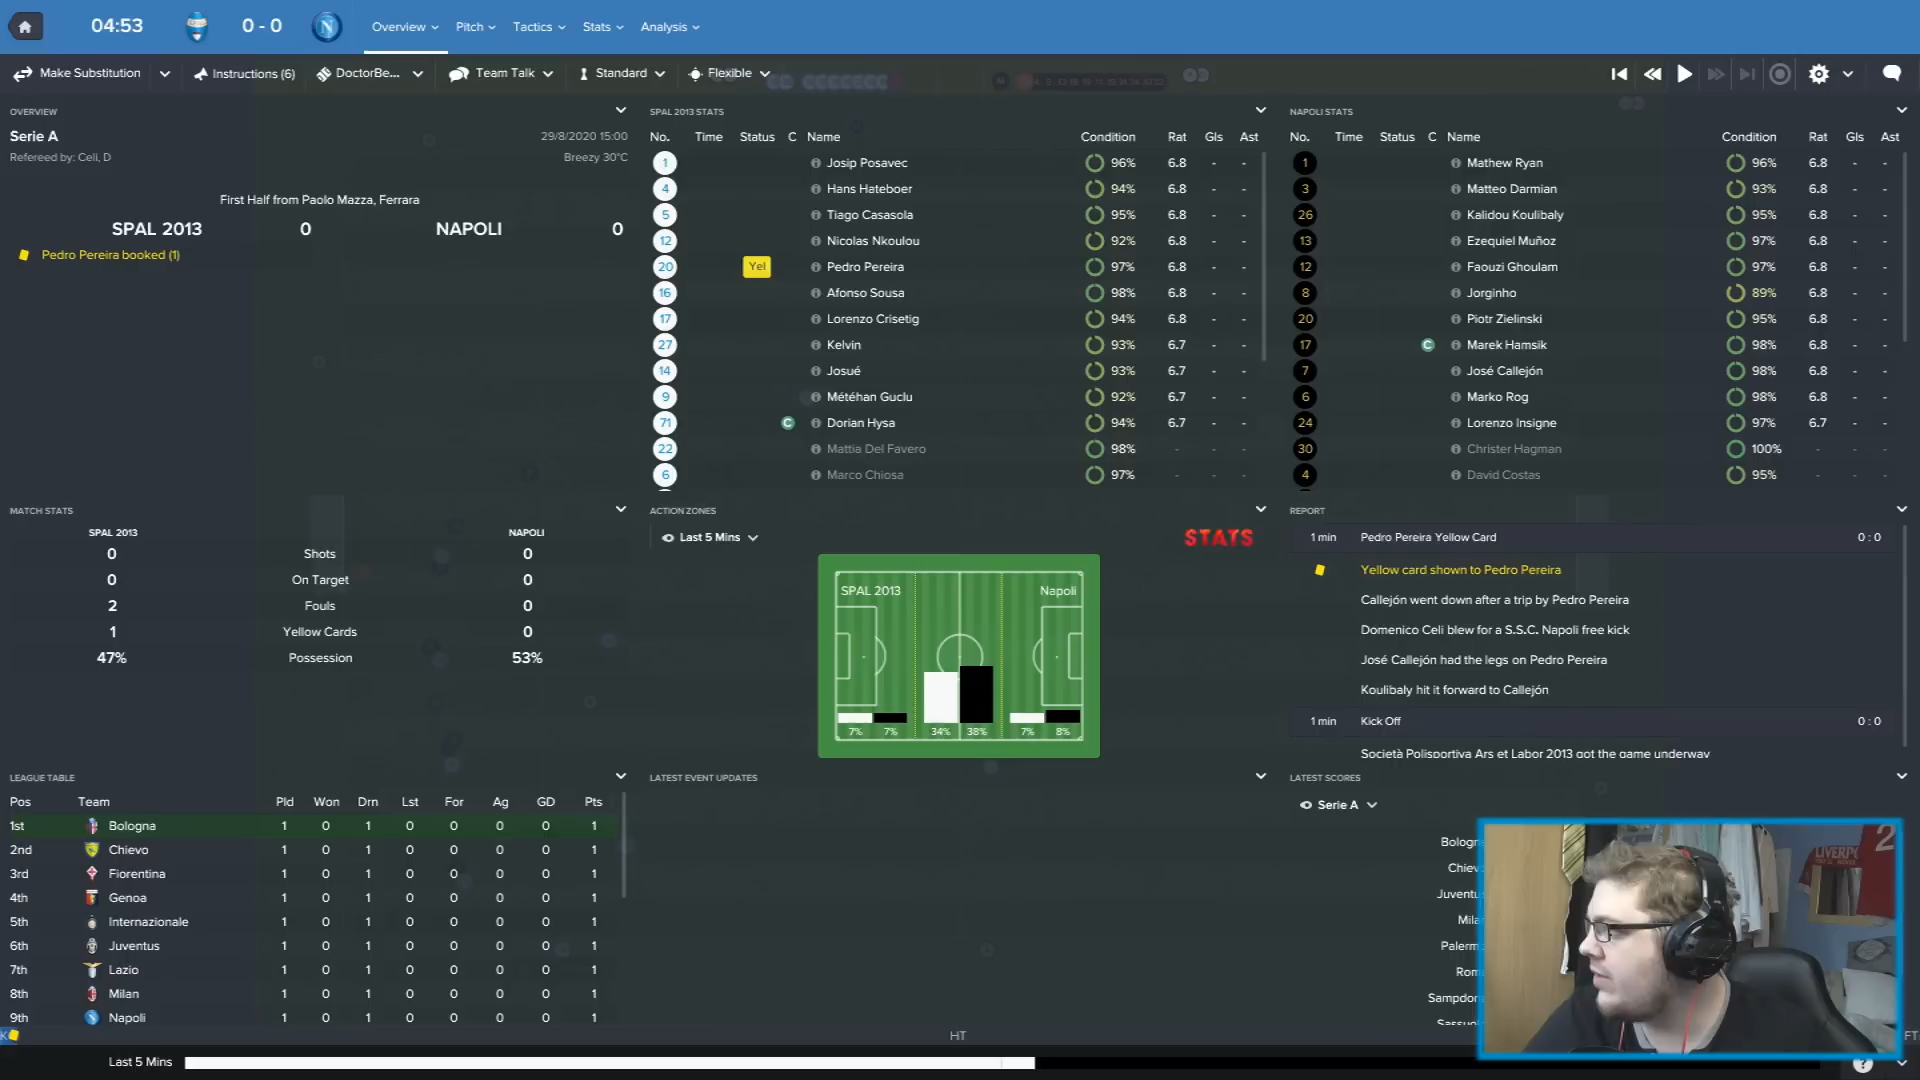 04:53 0 - 0 Overview Pitch Tactics Stats Analysis
Make Substitution Instructions (6) DoctorBe... Team Talk Standard Flexible
OVERVIEW
Serie A 29/8/2020 15:00
Refereed by: Celi, D Breezy 30°C
First Half from Paolo Mazza, Ferrara
SPAL 2013 0 NAPOLI 0
Pedro Pereira booked (1)
SPAL 2013 STATS
No. Time Status C Name Condition Rat Gls Ast
1 Josip Posavec 96% 6.8 - -
4 Hans Hateboer 94% 6.8 - -
5 Tiago Casasola 95% 6.8 - -
12 Nicolas Nkoulou 92% 6.8 - -
20 Yel Pedro Pereira 97% 6.8 - -
16 Afonso Sousa 98% 6.8 - -
17 Lorenzo Crisetig 94% 6.8 - -
27 Kelvin 93% 6.7 - -
14 Josué 93% 6.7 - -
9 Météhan Guclu 92% 6.7 - -
71 C Dorian Hysa 94% 6.7 - -
22 Mattia Del Favero 98% - - -
6 Marco Chiosa 97% - - -
NAPOLI STATS
No. Time Status C Name Condition Rat Gls Ast
1 Mathew Ryan 96% 6.8 - -
3 Matteo Darmian 93% 6.8 - -
26 Kalidou Koulibaly 95% 6.8 - -
13 Ezequiel Muñoz 97% 6.8 - -
12 Faouzi Ghoulam 97% 6.8 - -
8 Jorginho 89% 6.8 - -
20 Piotr Zielinski 95% 6.8 - -
17 C Marek Hamsik 98% 6.8 - -
7 José Callejón 98% 6.8 - -
6 Marko Rog 98% 6.8 - -
24 Lorenzo Insigne 97% 6.7 - -
30 Christer Hagman 100% - - -
4 David Costas 95% - - -
MATCH STATS
SPAL 2013 NAPOLI
0 Shots 0
0 On Target 0
2 Fouls 0
1 Yellow Cards 0
47% Possession 53%
ACTION ZONES
Last 5 Mins STATS
SPAL 2013 Napoli
7% 7% 34% 38% 7% 8%
REPORT
1 min Pedro Pereira Yellow Card 0 : 0
Yellow card shown to Pedro Pereira
Callejón went down after a trip by Pedro Pereira
Domenico Celi blew for a S.S.C. Napoli free kick
José Callejón had the legs on Pedro Pereira
Koulibaly hit it forward to Callejón
1 min Kick Off 0 : 0
Società Polisportiva Ars et Labor 2013 got the game underway
LEAGUE TABLE
Pos Team Pld Won Drn Lst For Ag GD Pts
1st Bologna 1 0 1 0 0 0 0 1
2nd Chievo 1 0 1 0 0 0 0 1
3rd Fiorentina 1 0 1 0 0 0 0 1
4th Genoa 1 0 1 0 0 0 0 1
5th Internazionale 1 0 1 0 0 0 0 1
6th Juventus 1 0 1 0 0 0 0 1
7th Lazio 1 0 1 0 0 0 0 1
8th Milan 1 0 1 0 0 0 0 1
9th Napoli 1 0 1 0 0 0 0 1
LATEST EVENT UPDATES
LATEST SCORES
Serie A
Bologn
Chiev
Juventu
Mila
Palerm
Rom
Sampdori
Sassuol
LIVERPO
2
HT
FT
Last 5 Mins
?